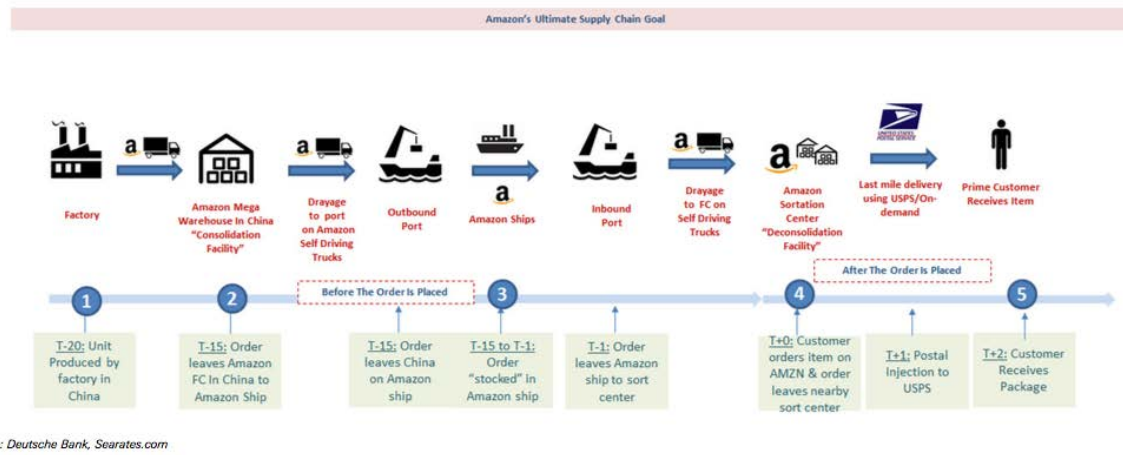 Amazon's Ultimate Supply Chain Goal
a
a
a
a
UNITED STATES
POSTAL SERVICE
a
Factory
Amazon Mega
Warehouse In China
"Consolidation
Facility"
Drayage
to port
on Amazon
Self Driving
Trucks
Outbound
Port
Amazon Ships
Inbound
Port
Drayage
to FC on
Self Driving
Trucks
Amazon
Sortation
Center
"Deconsolidation
Facility"
Last mile delivery
using USPS/On-
demand
Prime Customer
Receives Item
Before The Order Is Placed
After The Order Is Placed
1
2
3
4
5
T-20: Unit
Produced by
factory in
China
T-15: Order
leaves Amazon
FC In China to
Amazon Ship
T-15: Order
leaves China
on Amazon
ship
T-15 to T-1:
Order
"stocked" in
Amazon ship
T-1: Order
leaves Amazon
ship to sort
center
T+0: Customer
orders item on
AMZN & order
leaves nearby
sort center
T+1: Postal
Injection to
USPS
T+2: Customer
Receives
Package
: Deutsche Bank, Searates.com